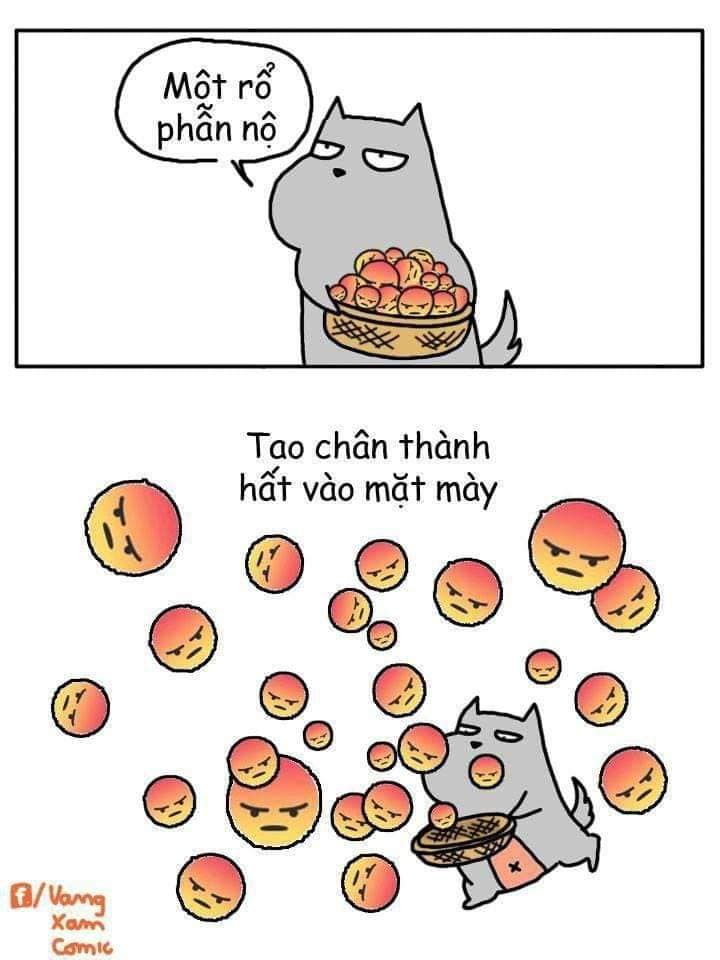 Một rổ
phẫn nộ
Tao chân thành
hất vào mặt mày
f/Vang
Xam
Comic